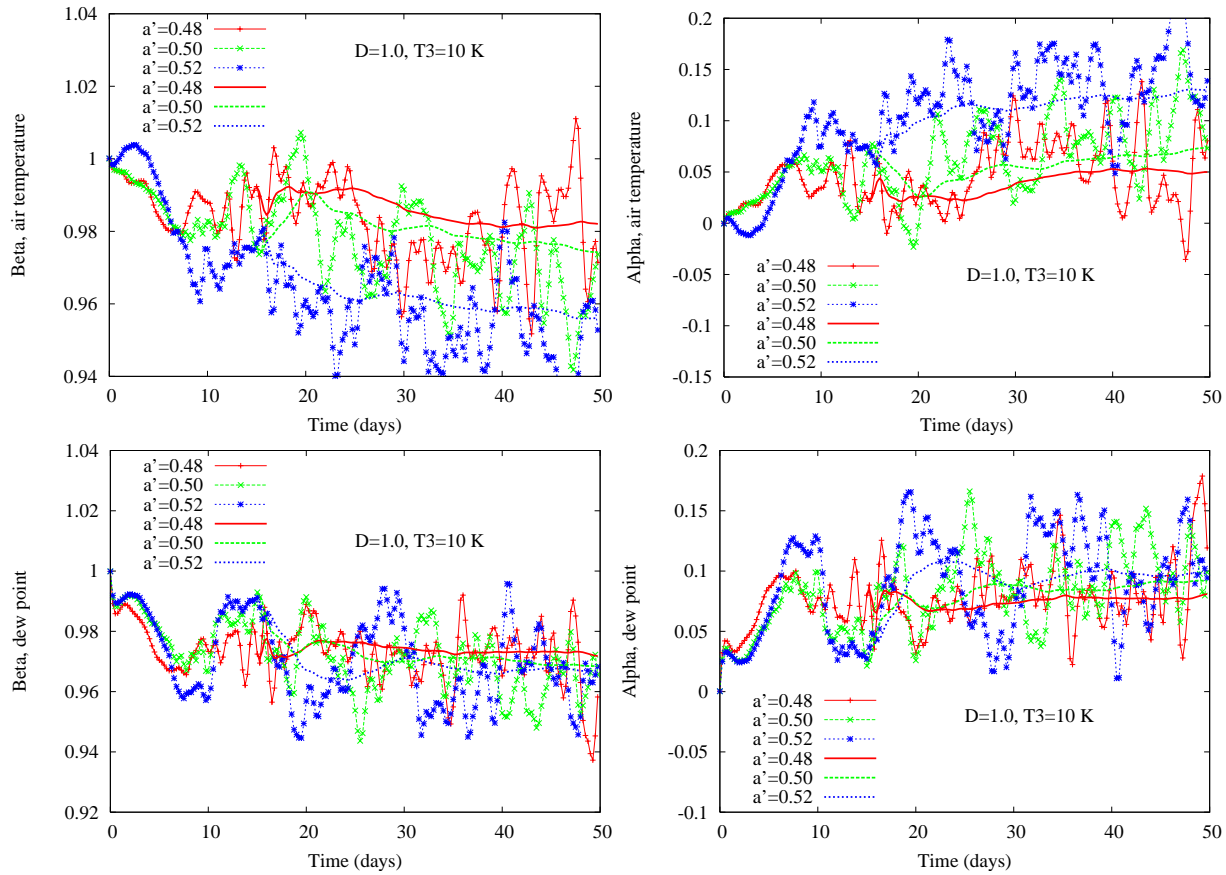 Beta, air temperature
1.04
1.02
1
0.98
0.96
0.94
a'=0.48
a'=0.50
a'=0.52
a'=0.48
a'=0.50
a'=0.52
D=1.0, T3=10 K
0 10 20 30 40 50
Time (days)
Alpha, air temperature
0.2
0.15
0.1
0.05
0
-0.05
-0.1
-0.15
D=1.0, T3=10 K
a'=0.48
a'=0.50
a'=0.52
a'=0.48
a'=0.50
a'=0.52
0 10 20 30 40 50
Time (days)
Beta, dew point
1.04
1.02
1
0.98
0.96
0.94
0.92
a'=0.48
a'=0.50
a'=0.52
a'=0.48
a'=0.50
a'=0.52
D=1.0, T3=10 K
0 10 20 30 40 50
Time (days)
Alpha, dew point
0.2
0.15
0.1
0.05
0
-0.05
-0.1
a'=0.48
a'=0.50
a'=0.52
a'=0.48
a'=0.50
a'=0.52
D=1.0, T3=10 K
0 10 20 30 40 50
Time (days)